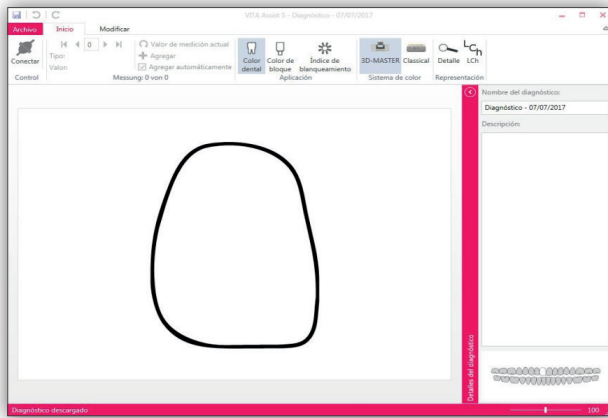 VITA Assist 5 - Diagnóstico - 07/07/2017
Archivo Inicio Modificar
Conectar
Control
0
Tipo:
Valor:
Valor de medición actual
Agregar
Agregar automáticamente
Messung: 0 von 0
Color dental
Color de bloque
Índice de blanqueamiento
Aplicación
3D-MASTER Classical
Sistema de color
Detalle
LCh
LCh
Representación
Nombre del diagnóstico:
Diagnóstico - 07/07/2017
Descripción:
Detalles del diagnóstico
Diagnóstico descargado
100